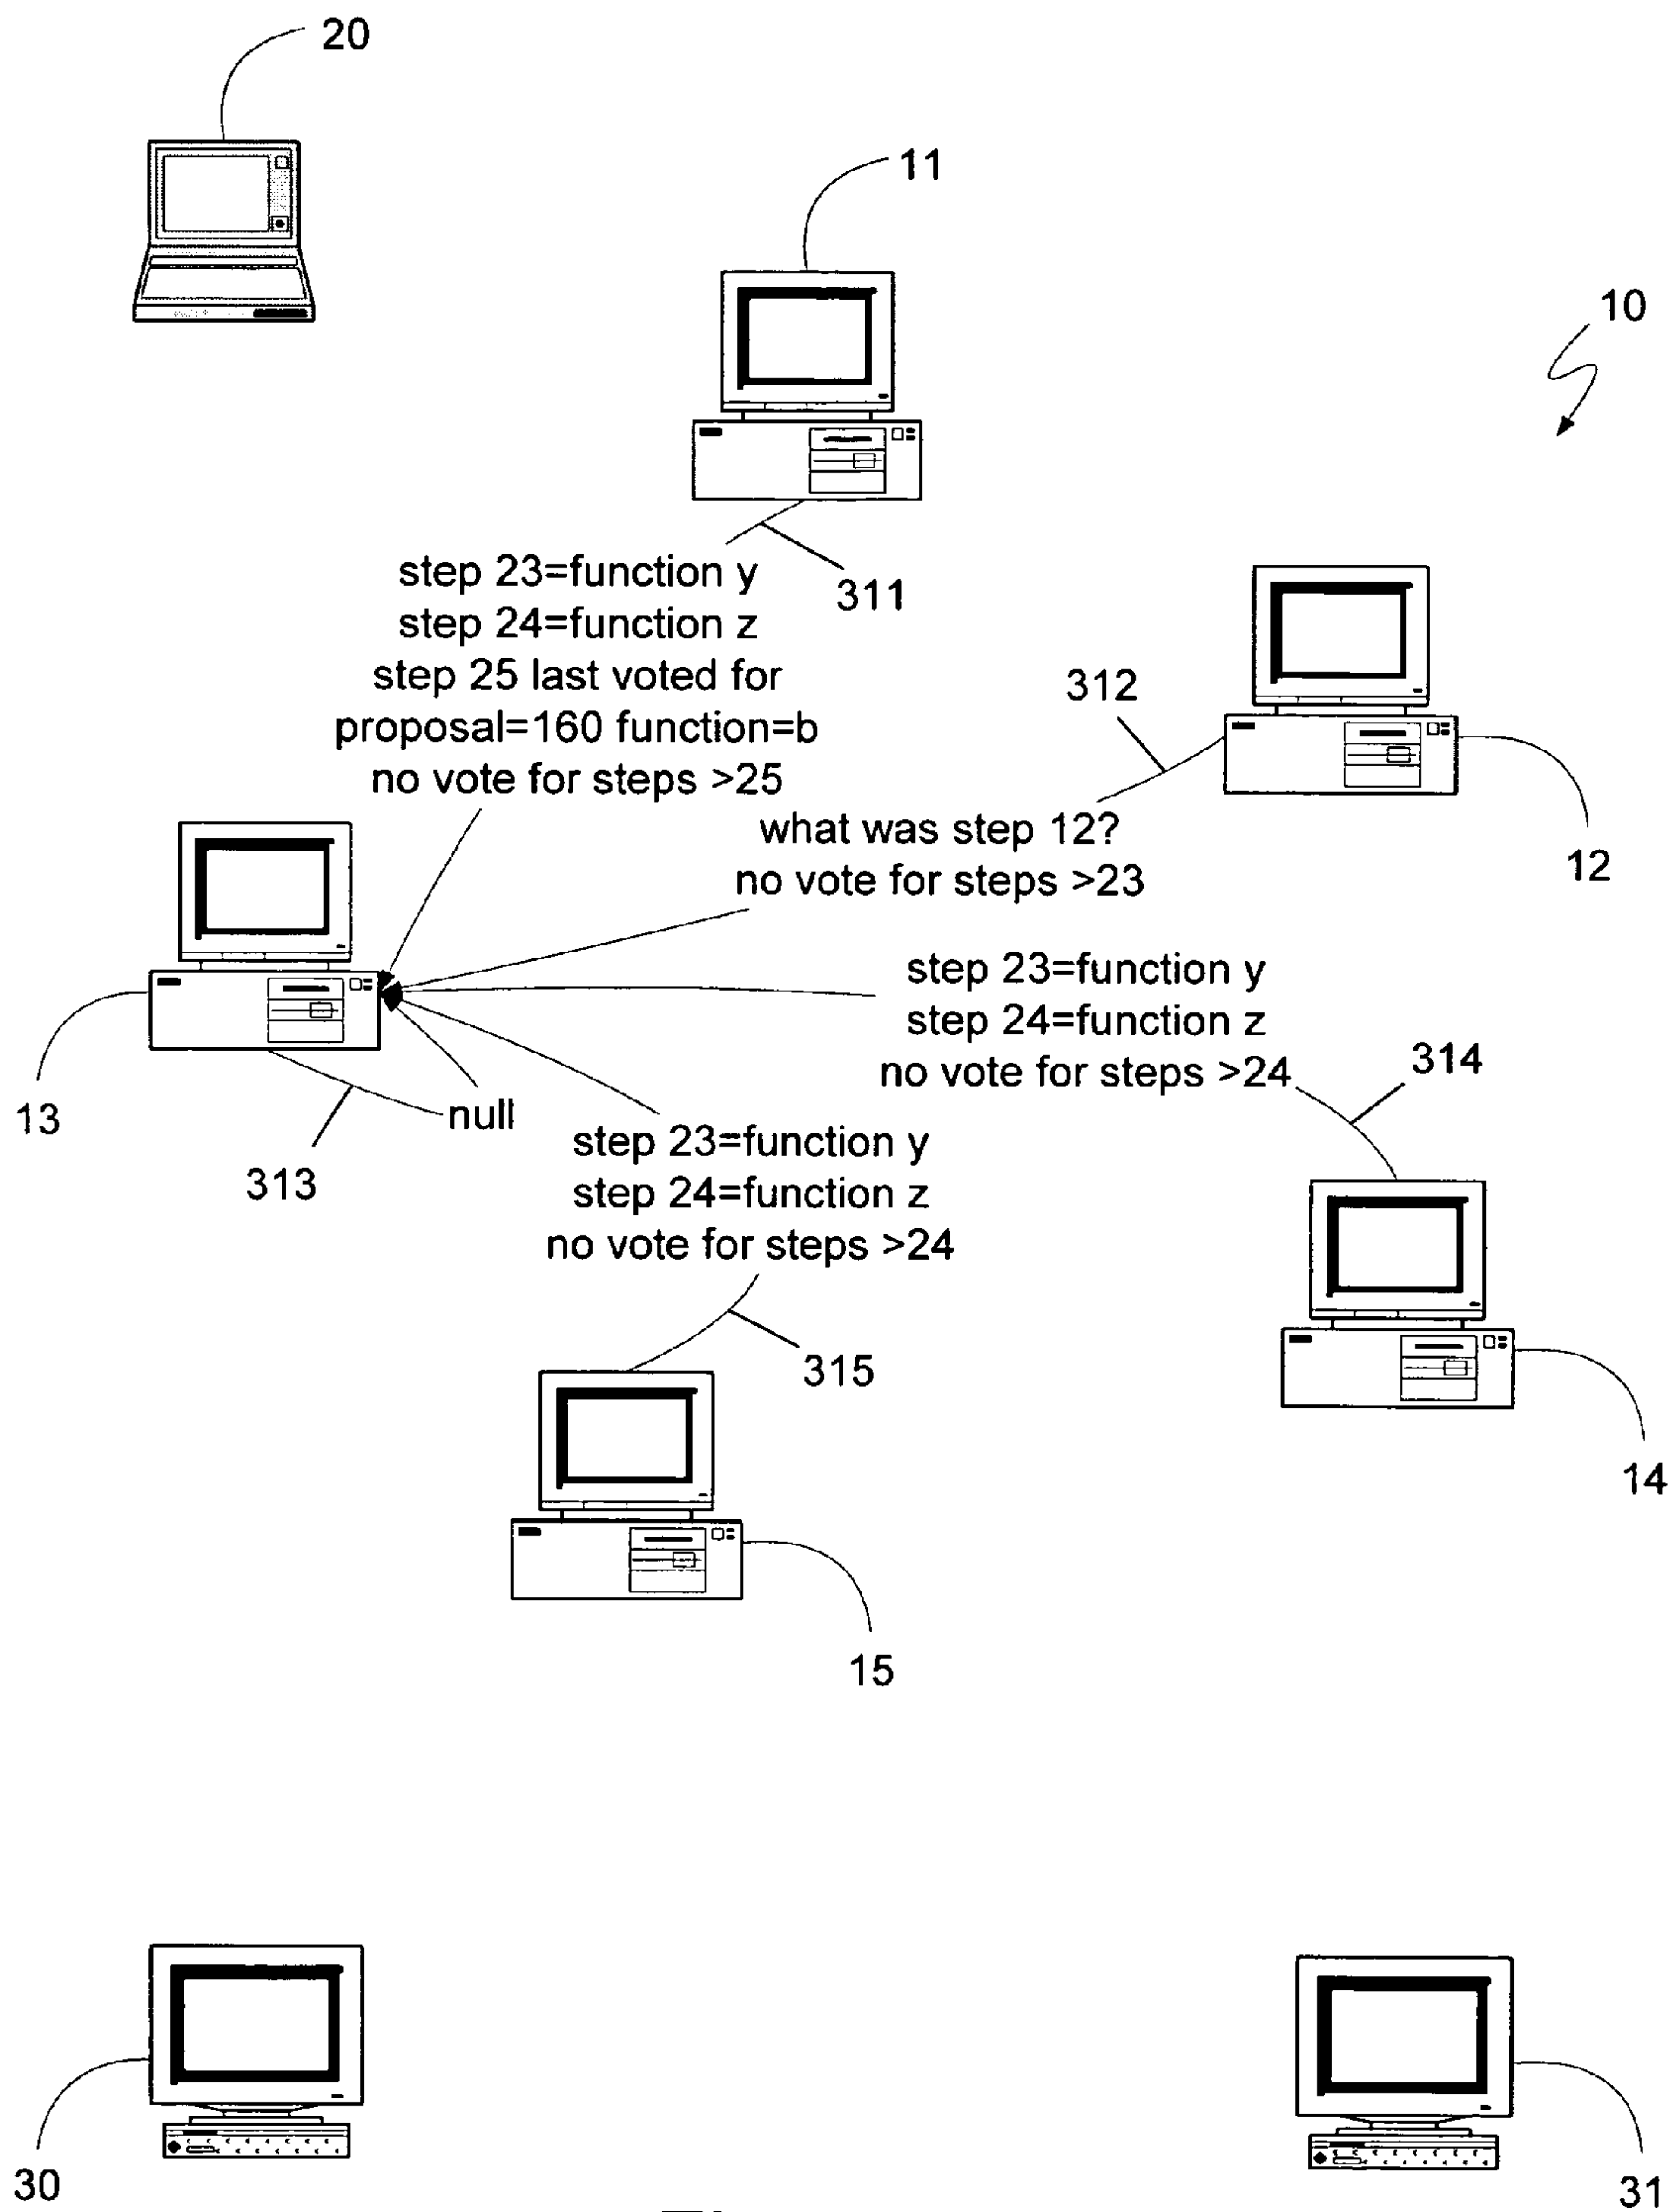 20
11
10
311
step 23=function y
step 24=function z
step 25 last voted for
proposal=160 function=b
no vote for steps >25
312
12
what was step 12?
no vote for steps >23
step 23=function y
step 24=function z
no vote for steps >24
314
13
null
313
step 23=function y
step 24=function z
no vote for steps >24
315
14
15
30
31